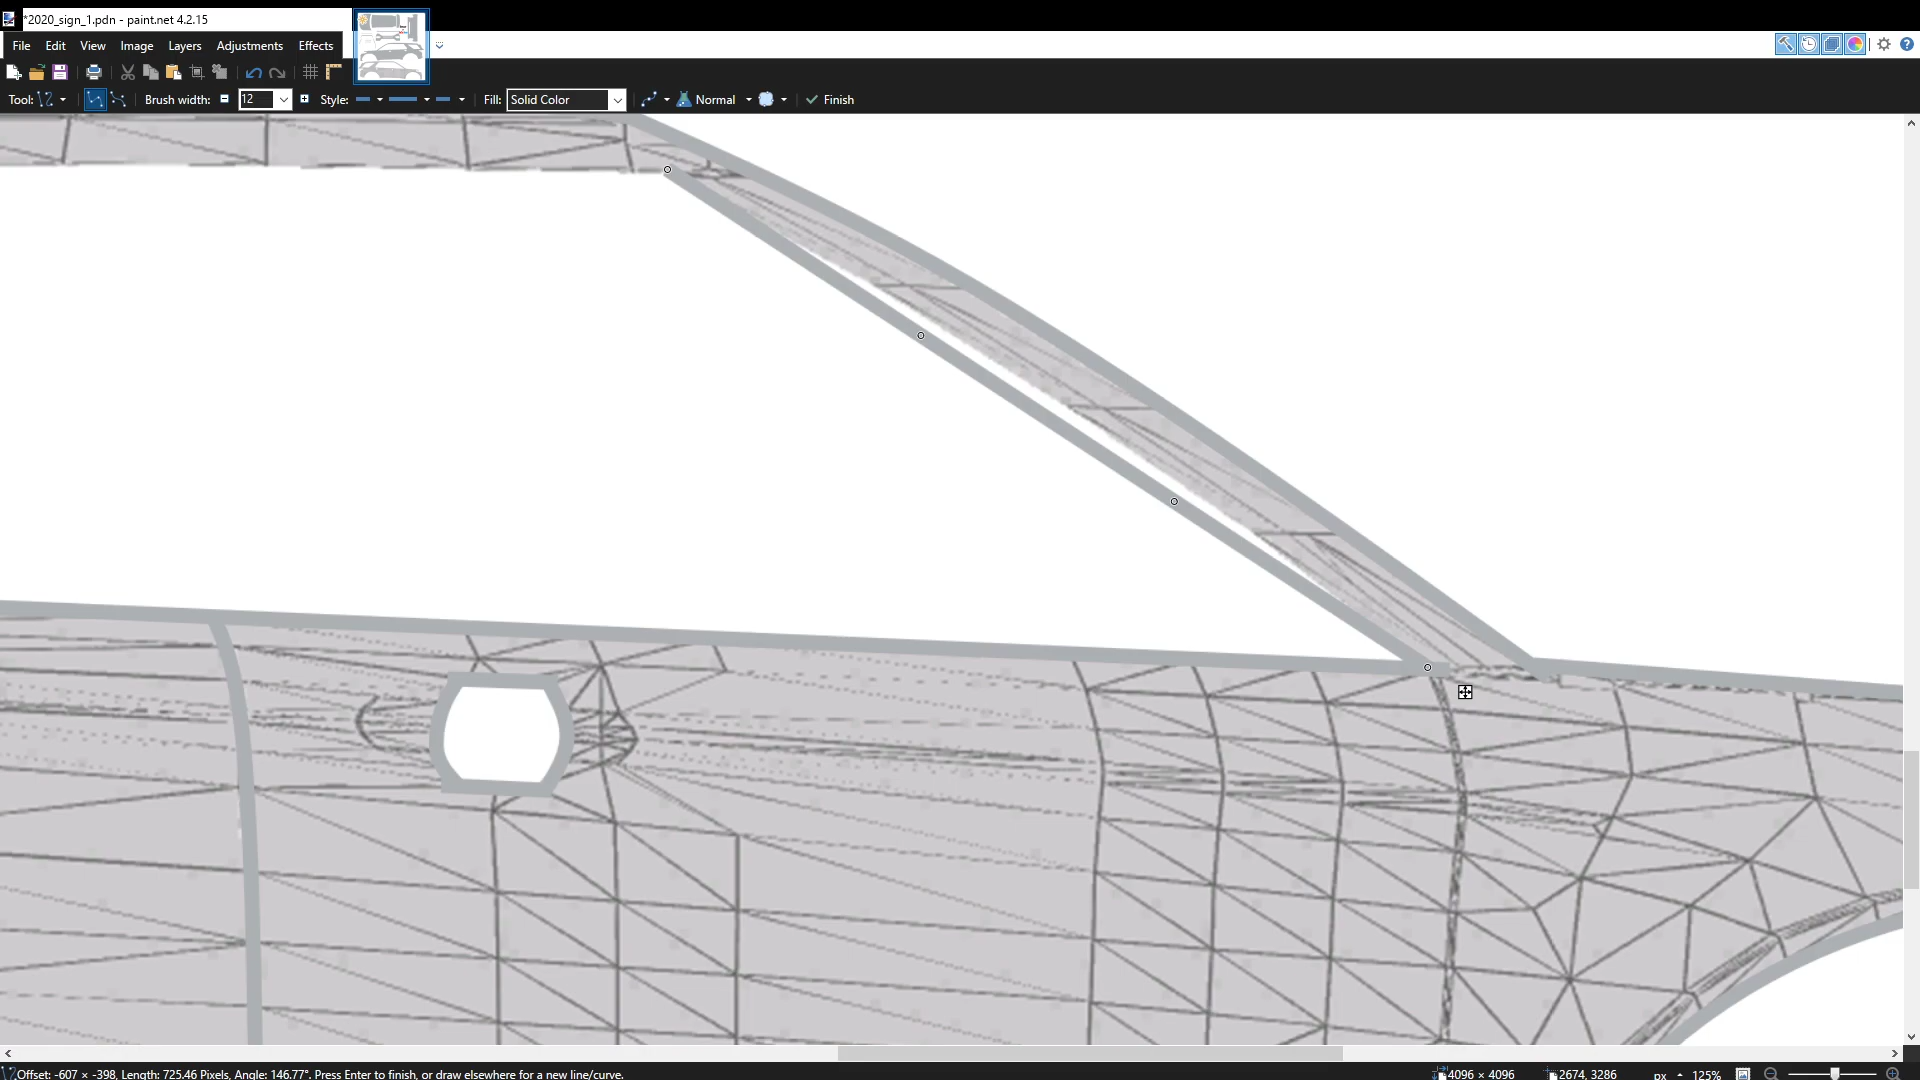 *2020_sign_1.pdn - paint.net 4.2.15
File Edit View Image Layers Adjustments Effects
Tool: Brush width: 12 Style: Fill: Solid Color Normal Finish
Offset: -607 × -398, Length: 725.46 Pixels, Angle: 146.77°. Press Enter to finish, or draw elsewhere for a new line/curve. 4096 × 4096 2674, 3286 px 125%